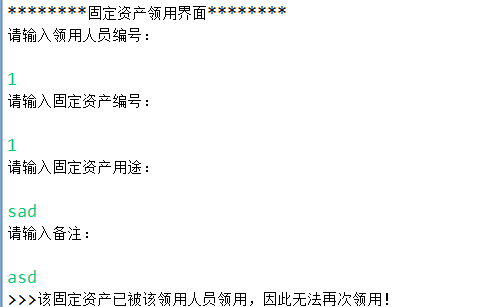 ********固定资产领用界面********
请输入领用人员编号：
1
请输入固定资产编号：
1
请输入固定资产用途：
sad
请输入备注：
asd
>>>该固定资产已被该领用人员领用，因此无法再次领用！